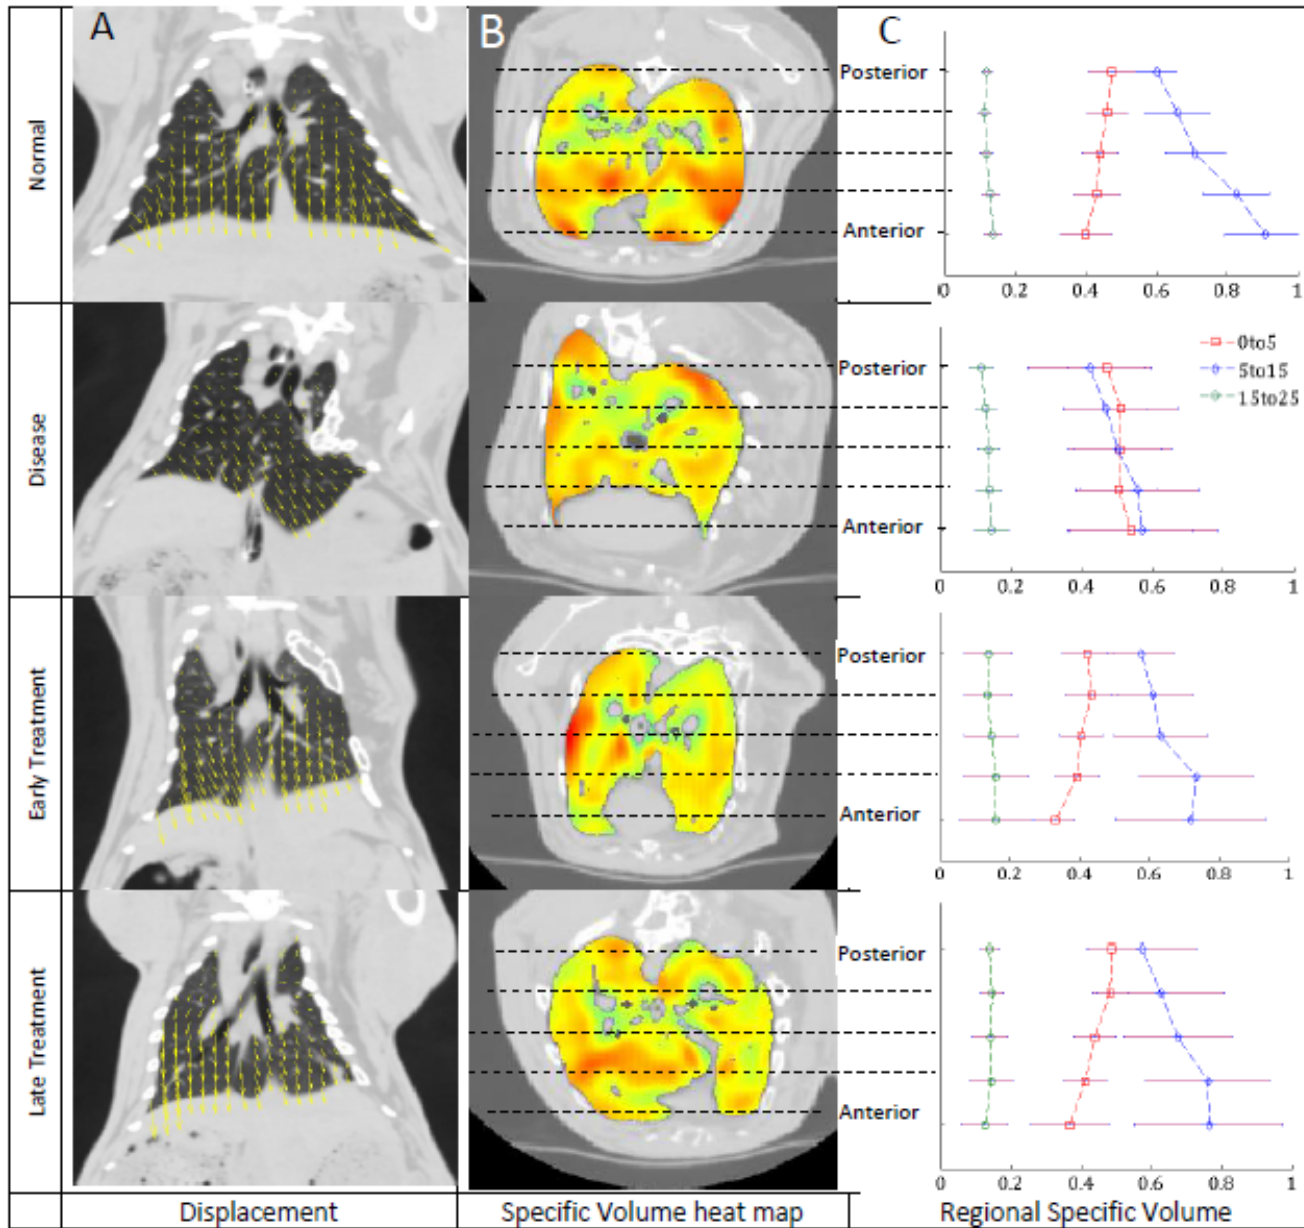 A
B
C
Normal
Posterior
Anterior
0 0.2 0.4 0.6 0.8 1
Disease
Posterior
Anterior
0to5
5to15
15to25
0 0.2 0.4 0.6 0.8 1
Early Treatment
Posterior
Anterior
0 0.2 0.4 0.6 0.8 1
Late Treatment
Posterior
Anterior
0 0.2 0.4 0.6 0.8 1
Displacement
Specific Volume heat map
Regional Specific Volume